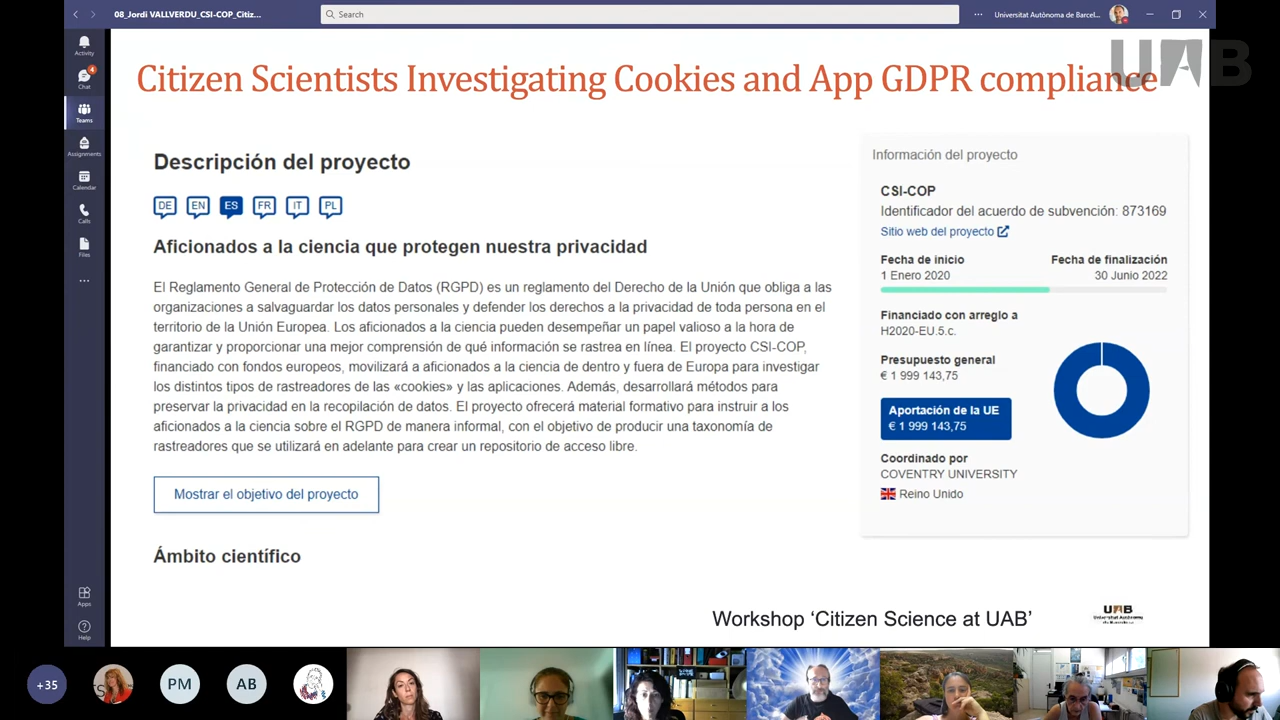 08_Jordi VALLVERDU_CSI-COP_Citiz...
Search
Universitat Autònoma de Barcel...
UAB
Activity
4
Chat
Teams
Assignments
Calendar
Calls
Files
Apps
Help
Citizen Scientists Investigating Cookies and App GDPR compliance
Descripción del proyecto
DE EN ES FR IT PL
Aficionados a la ciencia que protegen nuestra privacidad
El Reglamento General de Protección de Datos (RGPD) es un reglamento del Derecho de la Unión que obliga a las
organizaciones a salvaguardar los datos personales y defender los derechos a la privacidad de toda persona en el
territorio de la Unión Europea. Los aficionados a la ciencia pueden desempeñar un papel valioso a la hora de
garantizar y proporcionar una mejor comprensión de qué información se rastrea en línea. El proyecto CSI-COP,
financiado con fondos europeos, movilizará a aficionados a la ciencia de dentro y fuera de Europa para investigar
los distintos tipos de rastreadores de las «cookies» y las aplicaciones. Además, desarrollará métodos para
preservar la privacidad en la recopilación de datos. El proyecto ofrecerá material formativo para instruir a los
aficionados a la ciencia sobre el RGPD de manera informal, con el objetivo de producir una taxonomía de
rastreadores que se utilizará en adelante para crear un repositorio de acceso libre.
Mostrar el objetivo del proyecto
Ámbito científico
Información del proyecto
CSI-COP
Identificador del acuerdo de subvención: 873169
Sitio web del proyecto
Fecha de inicio
1 Enero 2020
Fecha de finalización
30 Junio 2022
Financiado con arreglo a
H2020-EU.5.c.
Presupuesto general
€ 1 999 143,75
Aportación de la UE
€ 1 999 143,75
Coordinado por
COVENTRY UNIVERSITY
Reino Unido
Workshop ‘Citizen Science at UAB’
UAB
+35
PM
AB